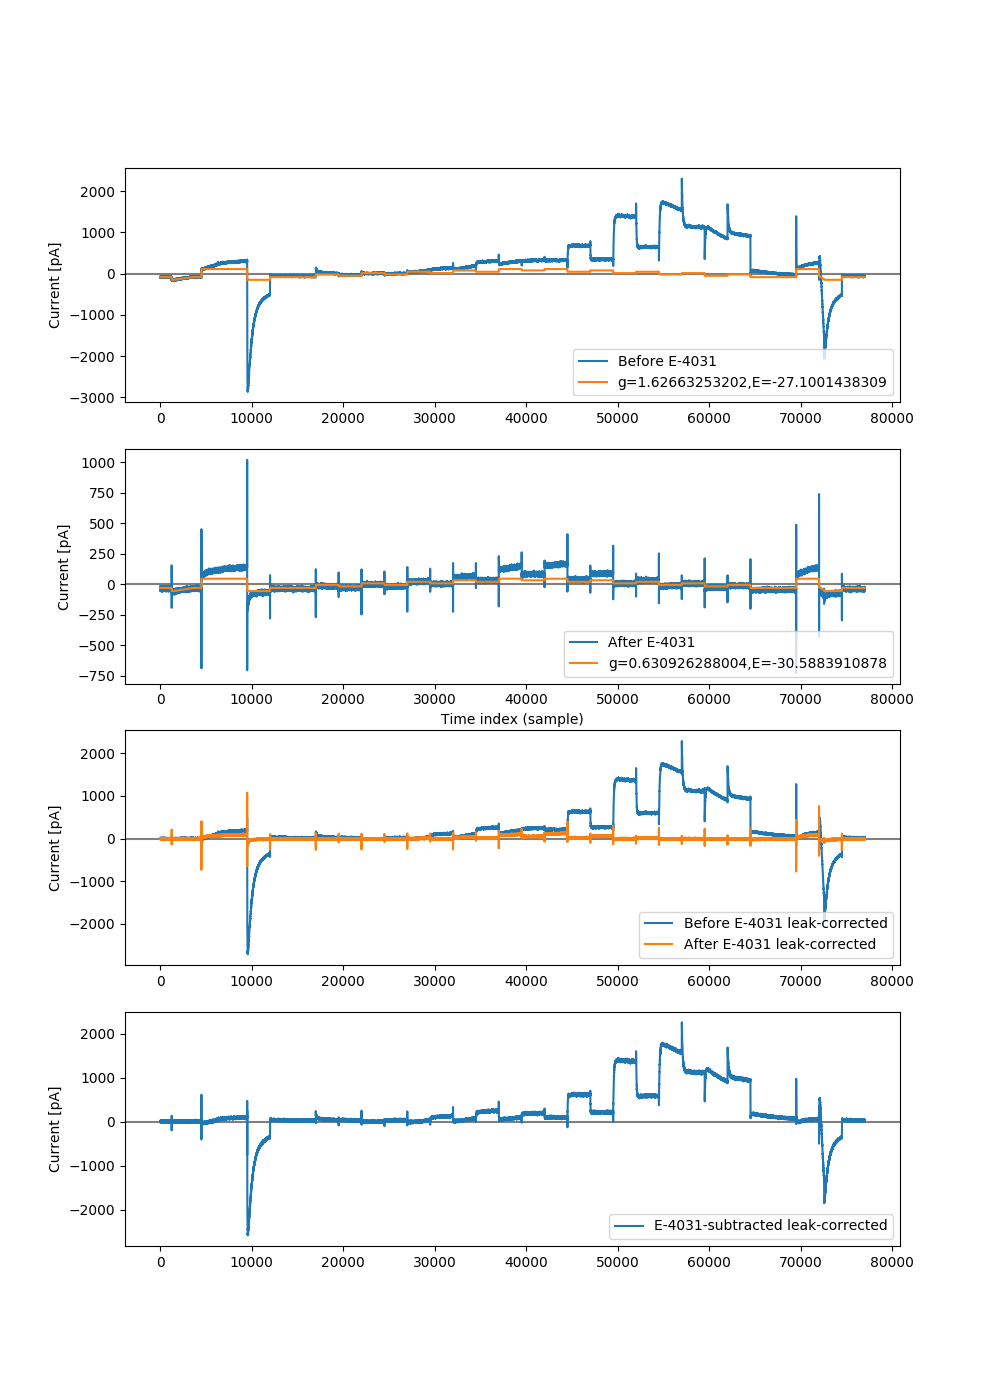 2000
1000
0
−1000
−2000
−3000
Current [pA]
Before E-4031
g=1.62663253202,E=-27.1001438309
0 10000 20000 30000 40000 50000 60000 70000 80000
1000
750
500
250
0
−250
−500
−750
Current [pA]
After E-4031
g=0.630926288004,E=-30.5883910878
0 10000 20000 30000 40000 50000 60000 70000 80000
Time index (sample)
2000
1000
0
−1000
−2000
Current [pA]
Before E-4031 leak-corrected
After E-4031 leak-corrected
0 10000 20000 30000 40000 50000 60000 70000 80000
2000
1000
0
−1000
−2000
Current [pA]
E-4031-subtracted leak-corrected
0 10000 20000 30000 40000 50000 60000 70000 80000